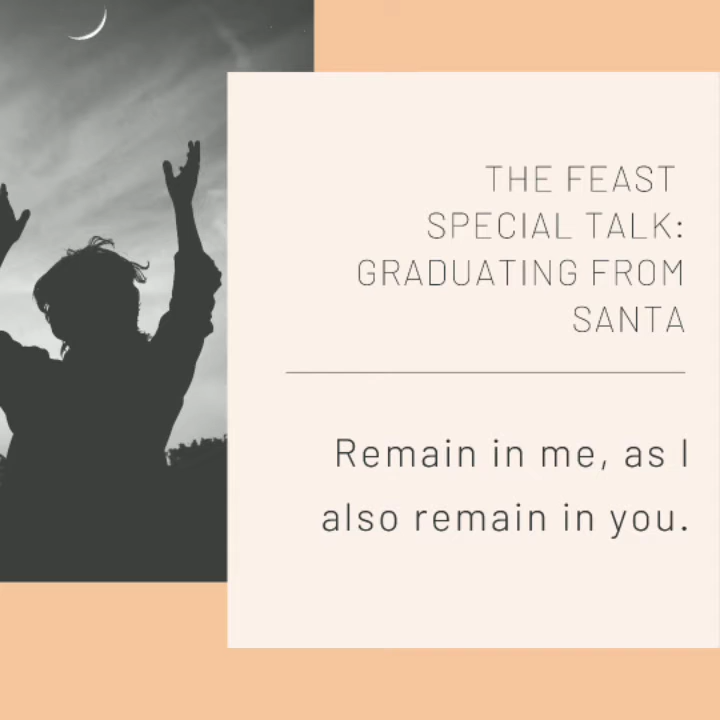 THE FEAST
SPECIAL TALK:
GRADUATING FROM
SANTA
Remain in me, as I
also remain in you.